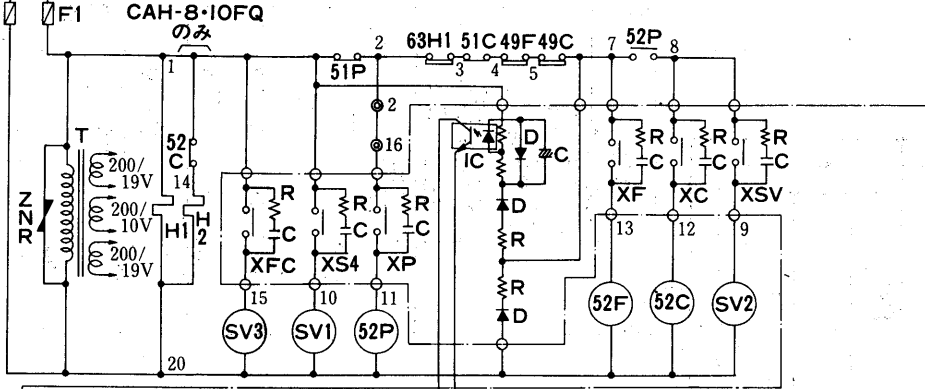 F1
CAH-8・10FQ
のみ
1
51P
2
63H1
3
51C
4
49F
5
49C
7
52P
8
2
16
T
200/
19V
200/
10V
200/
19V
ZNR
52
C
14
H1
H
2
R
C
XFC
R
C
XS4
R
C
XP
IC
D
C
D
R
R
D
R
C
XF
R
C
XC
R
C
XSV
15
10
11
13
12
9
SV3
SV1
52P
52F
52C
SV2
20